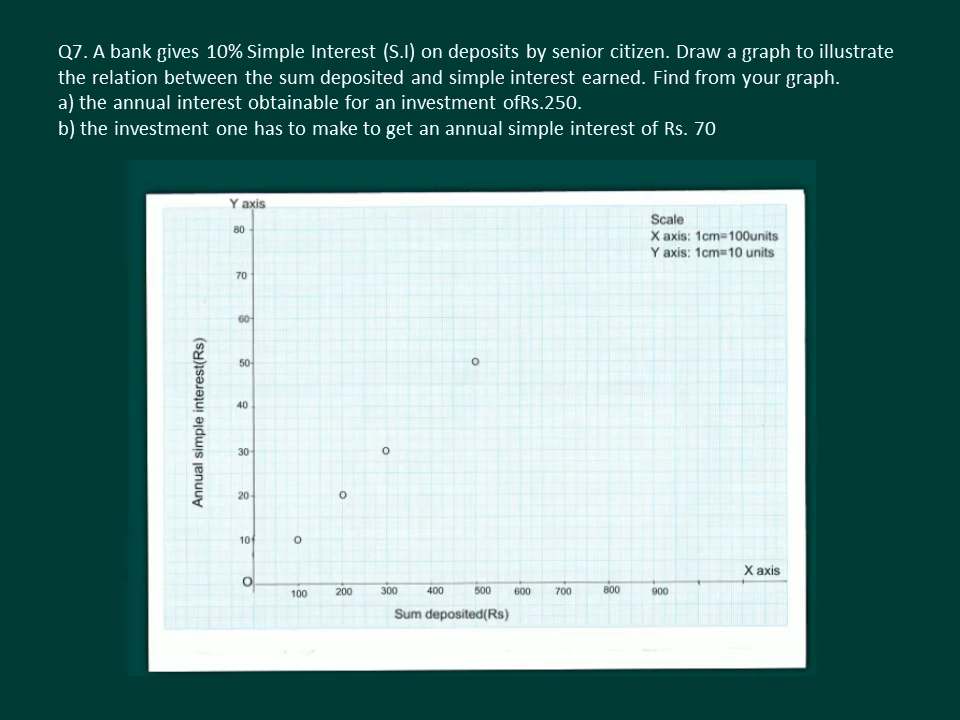 Q7. A bank gives 10% Simple Interest (S.I) on deposits by senior citizen. Draw a graph to illustrate
the relation between the sum deposited and simple interest earned. Find from your graph.
a) the annual interest obtainable for an investment ofRs.250.
b) the investment one has to make to get an annual simple interest of Rs. 70
Y axis
Scale
X axis: 1cm=100units
Y axis: 1cm=10 units
80
70
60
50
40
30
20
10
O
Annual simple interest(Rs)
X axis
100 200 300 400 500 600 700 800 900
Sum deposited(Rs)